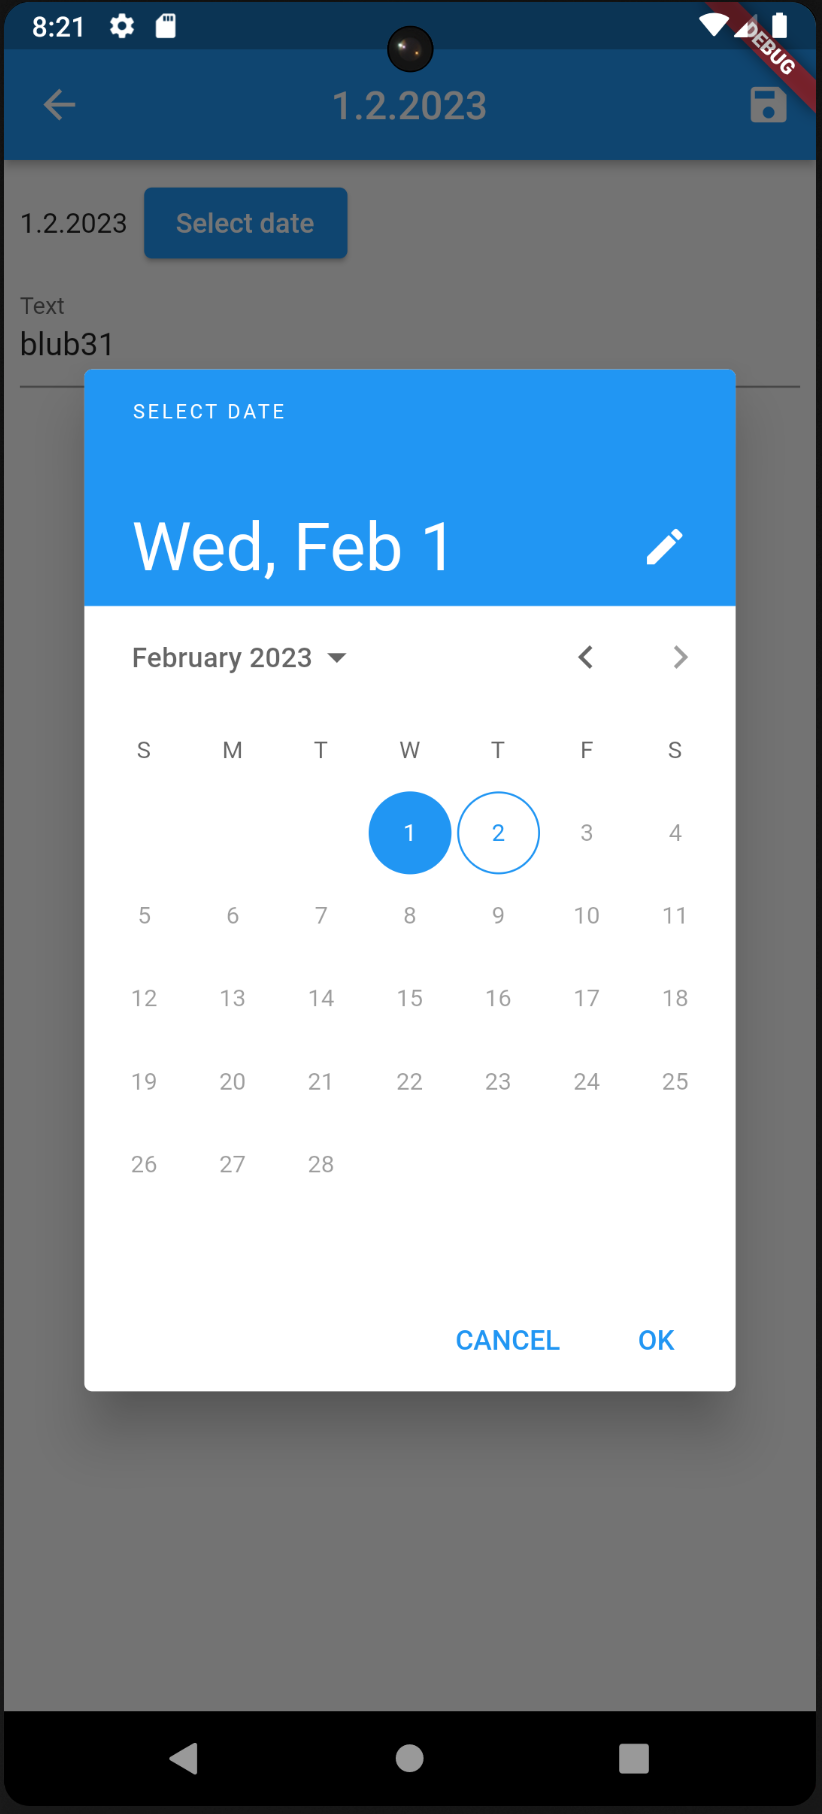 8:21
DEBUG
1.2.2023
1.2.2023 Select date
Text
blub31
SELECT DATE
Wed, Feb 1
February 2023
S M T W T F S
1 2 3 4
5 6 7 8 9 10 11
12 13 14 15 16 17 18
19 20 21 22 23 24 25
26 27 28
CANCEL OK